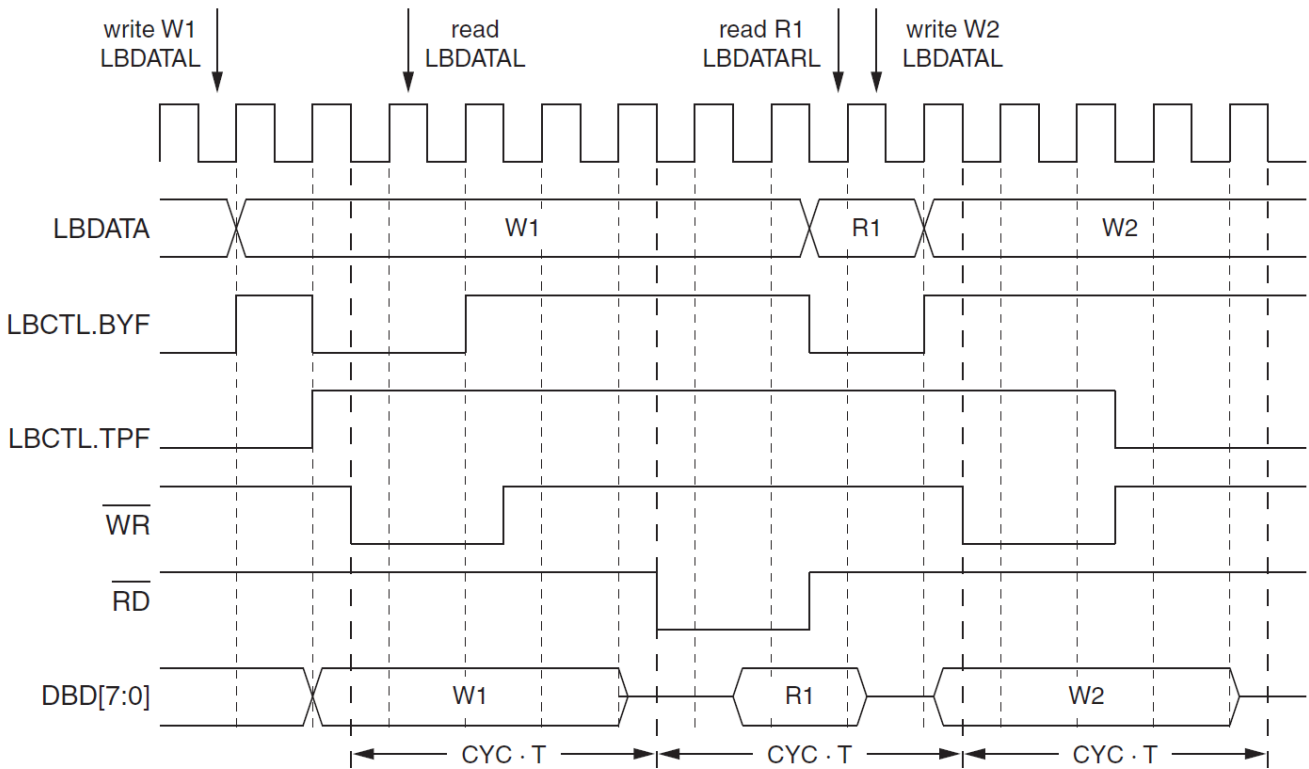 write W1
LBDATAL
read
LBDATAL
read R1
LBDATARL
write W2
LBDATAL
LBDATA
W1
R1
W2
LBCTL.BYF
LBCTL.TPF
WR
RD
DBD[7:0]
W1
R1
W2
CYC · T
CYC · T
CYC · T